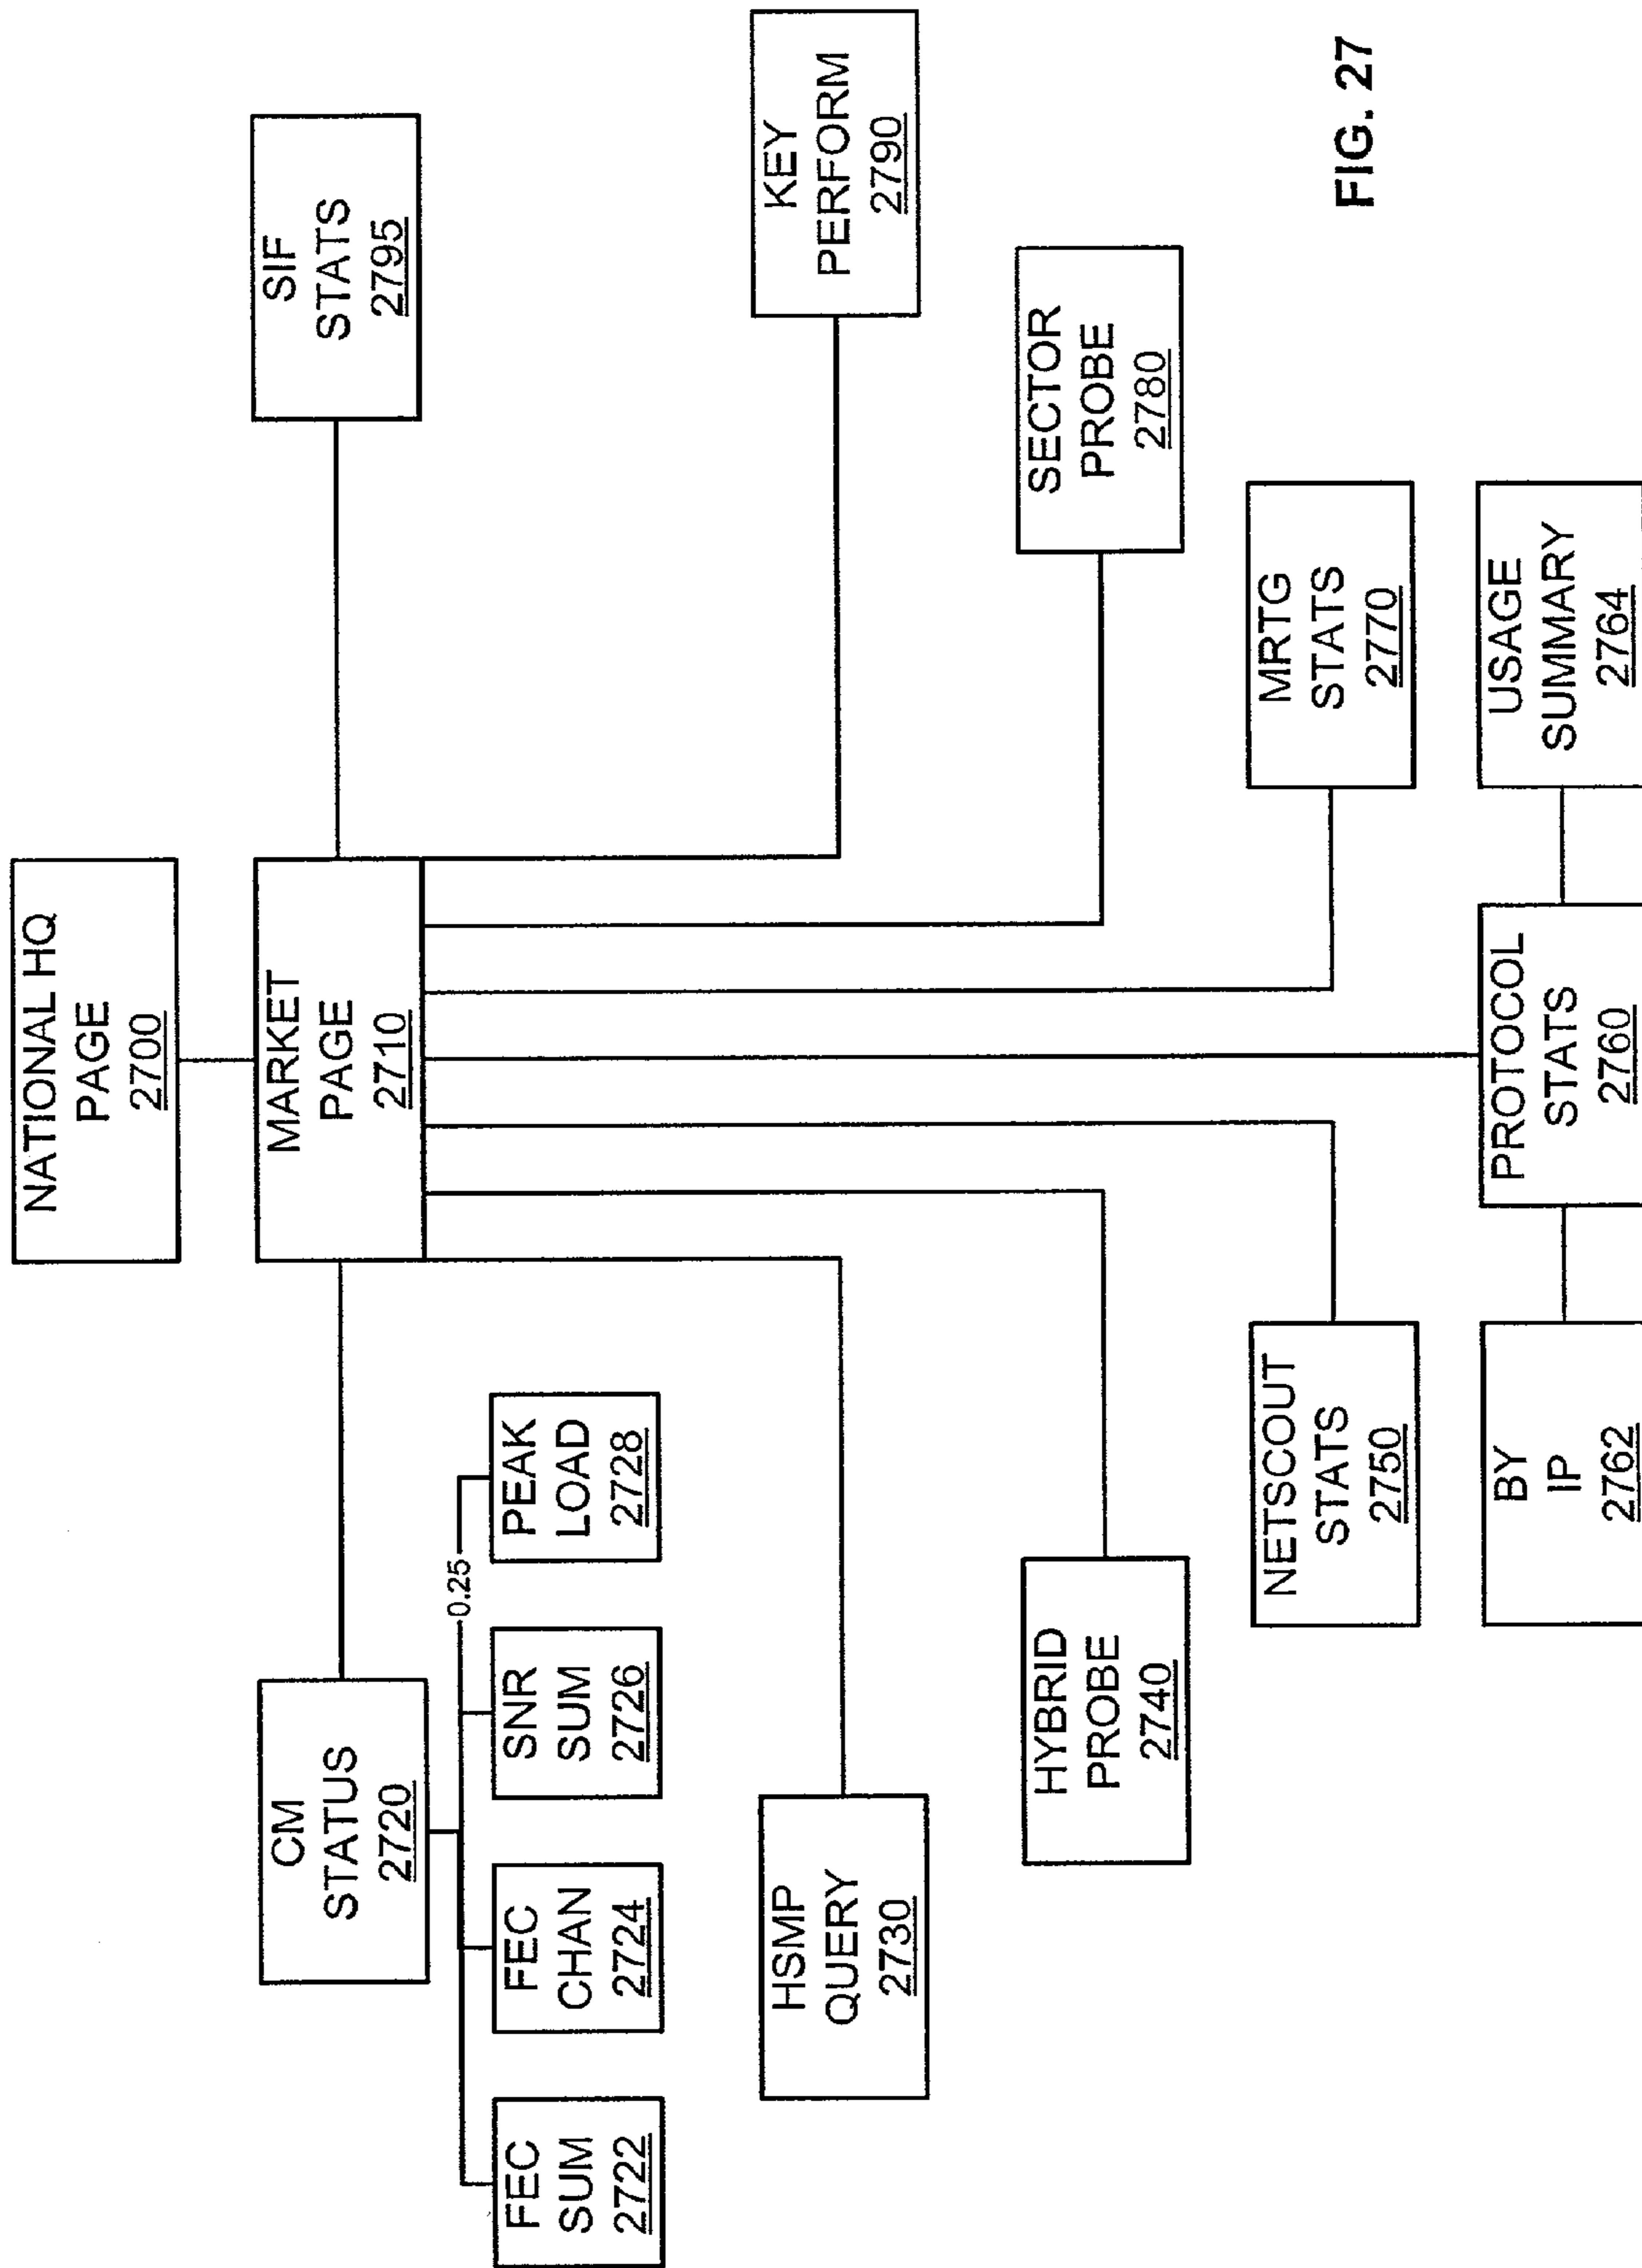 NATIONAL HQ
PAGE
2700
MARKET
PAGE
2710
SIF
STATS
2795
CM
STATUS
2720
0.25
FEC
SUM
2722
FEC
CHAN
2724
SNR
SUM
2726
PEAK
LOAD
2728
HSMP
QUERY
2730
KEY
PERFORM
2790
HYBRID
PROBE
2740
SECTOR
PROBE
2780
NETSCOUT
STATS
2750
MRTG
STATS
2770
BY
IP
2762
PROTOCOL
STATS
2760
USAGE
SUMMARY
2764
FIG. 27